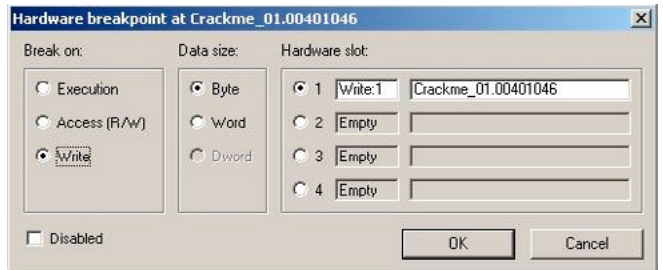 Hardware breakpoint at Crackme_01.00401046
Break on: Data size: Hardware slot:
Execution Byte 1 Write:1 Crackme_01.00401046
Access (R/W) Word 2 Empty
Write Dword 3 Empty
4 Empty
Disabled OK Cancel